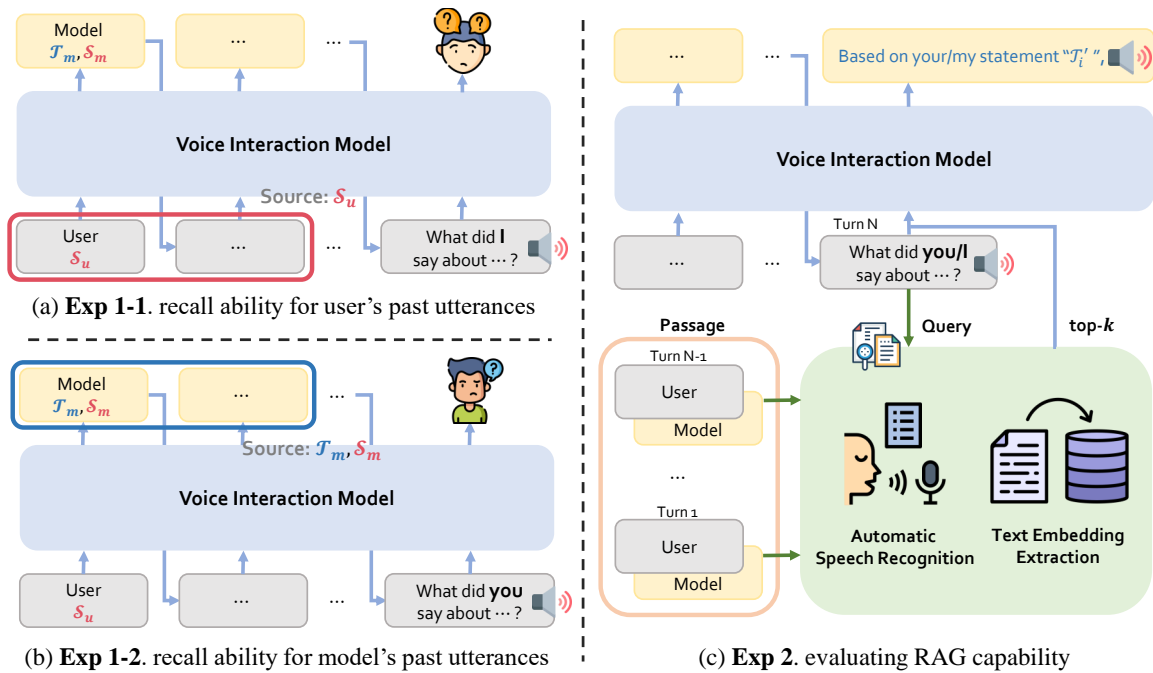 Model
𝒯ₘ, 𝒮ₘ
...
...
Voice Interaction Model
Source: 𝒮ᵤ
User
𝒮ᵤ
...
...
What did I
say about ⋯ ?
(a) Exp 1-1. recall ability for user's past utterances
Model
𝒯ₘ, 𝒮ₘ
...
...
Source: 𝒯ₘ, 𝒮ₘ
Voice Interaction Model
User
𝒮ᵤ
...
...
What did you
say about ⋯ ?
(b) Exp 1-2. recall ability for model's past utterances
...
...
Based on your/my statement "𝒯ᵢ′ ",
Voice Interaction Model
Turn N
...
...
What did you/I
say about ⋯ ?
Passage
Query
top-k
Turn N-1
User
Model
...
Turn 1
User
Model
Automatic
Speech Recognition
Text Embedding
Extraction
(c) Exp 2. evaluating RAG capability